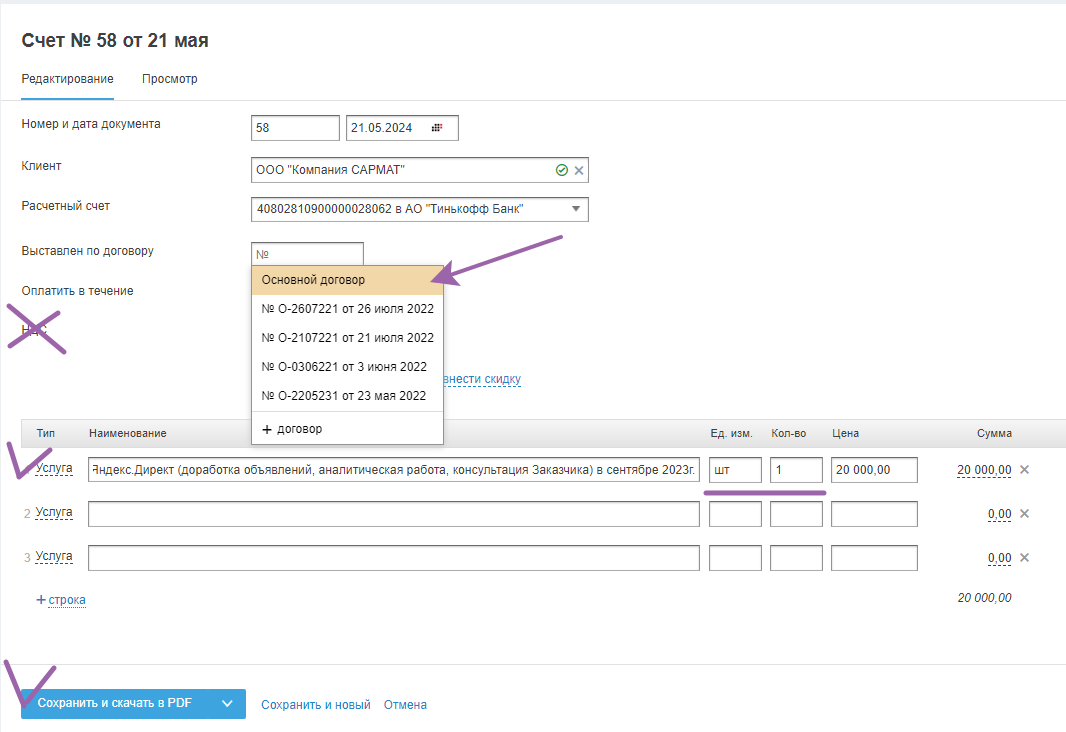 Счет № 58 от 21 мая
Редактирование Просмотр
Номер и дата документа 58 21.05.2024
Клиент ООО "Компания САРМАТ"
Расчетный счет 40802810900000028062 в АО "Тинькофф Банк"
Выставлен по договору №
Основной договор
Оплатить в течение
№ О-2607221 от 26 июля 2022
НДС
№ О-2107221 от 21 июля 2022
№ О-0306221 от 3 июня 2022
внести скидку
№ О-2205231 от 23 мая 2022
+ договор
Тип Наименование Ед. изм. Кол-во Цена Сумма
Услуга Яндекс.Директ (доработка объявлений, аналитическая работа, консультация Заказчика) в сентябре 2023г. шт 1 20 000,00 20 000,00
2 Услуга 0,00
3 Услуга 0,00
+ строка 20 000,00
Сохранить и скачать в PDF Сохранить и новый Отмена